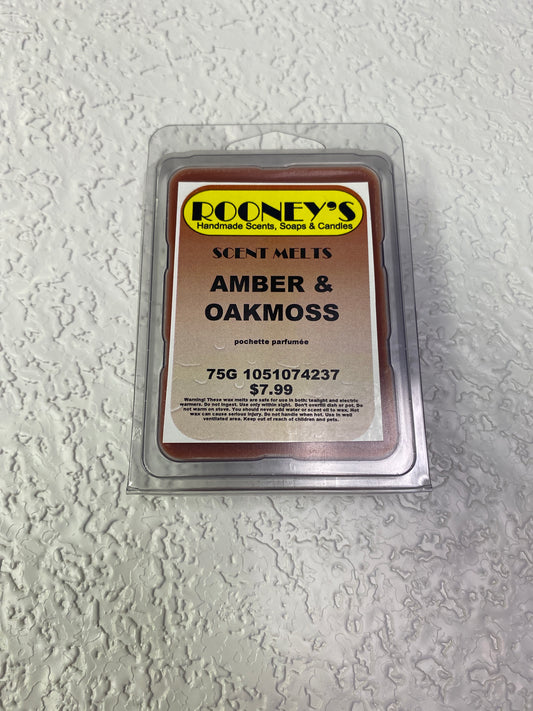 ROONEY'S
Handmade Scents, Soaps & Candles
SCENT MELTS
AMBER &
OAKMOSS
pochette parfumée
75G 1051074237
$7.99
Warning! These wax melts are safe for use in both: tealight and electric
warmers. Do not ingest. Use only within sight. Don't overfill dish or pot. Do
not warm on stove. You should never add water or scent oil to wax. Hot
wax can cause serious injury. Do not handle when hot. Use in well
ventilated area. Keep out of reach of children and pets.